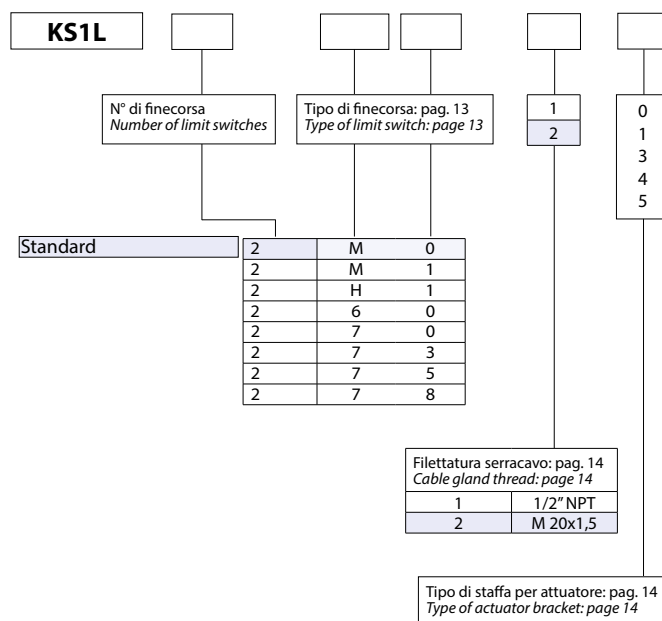 KS1L
N° di finecorsa
Number of limit switches
Tipo di finecorsa: pag. 13
Type of limit switch: page 13
1
2
0
1
3
4
5
Standard
2 M 0
2 M 1
2 H 1
2 6 0
2 7 0
2 7 3
2 7 5
2 7 8
Filettatura serracavo: pag. 14
Cable gland thread: page 14
1 1/2” NPT
2 M 20x1,5
Tipo di staffa per attuatore: pag. 14
Type of actuator bracket: page 14